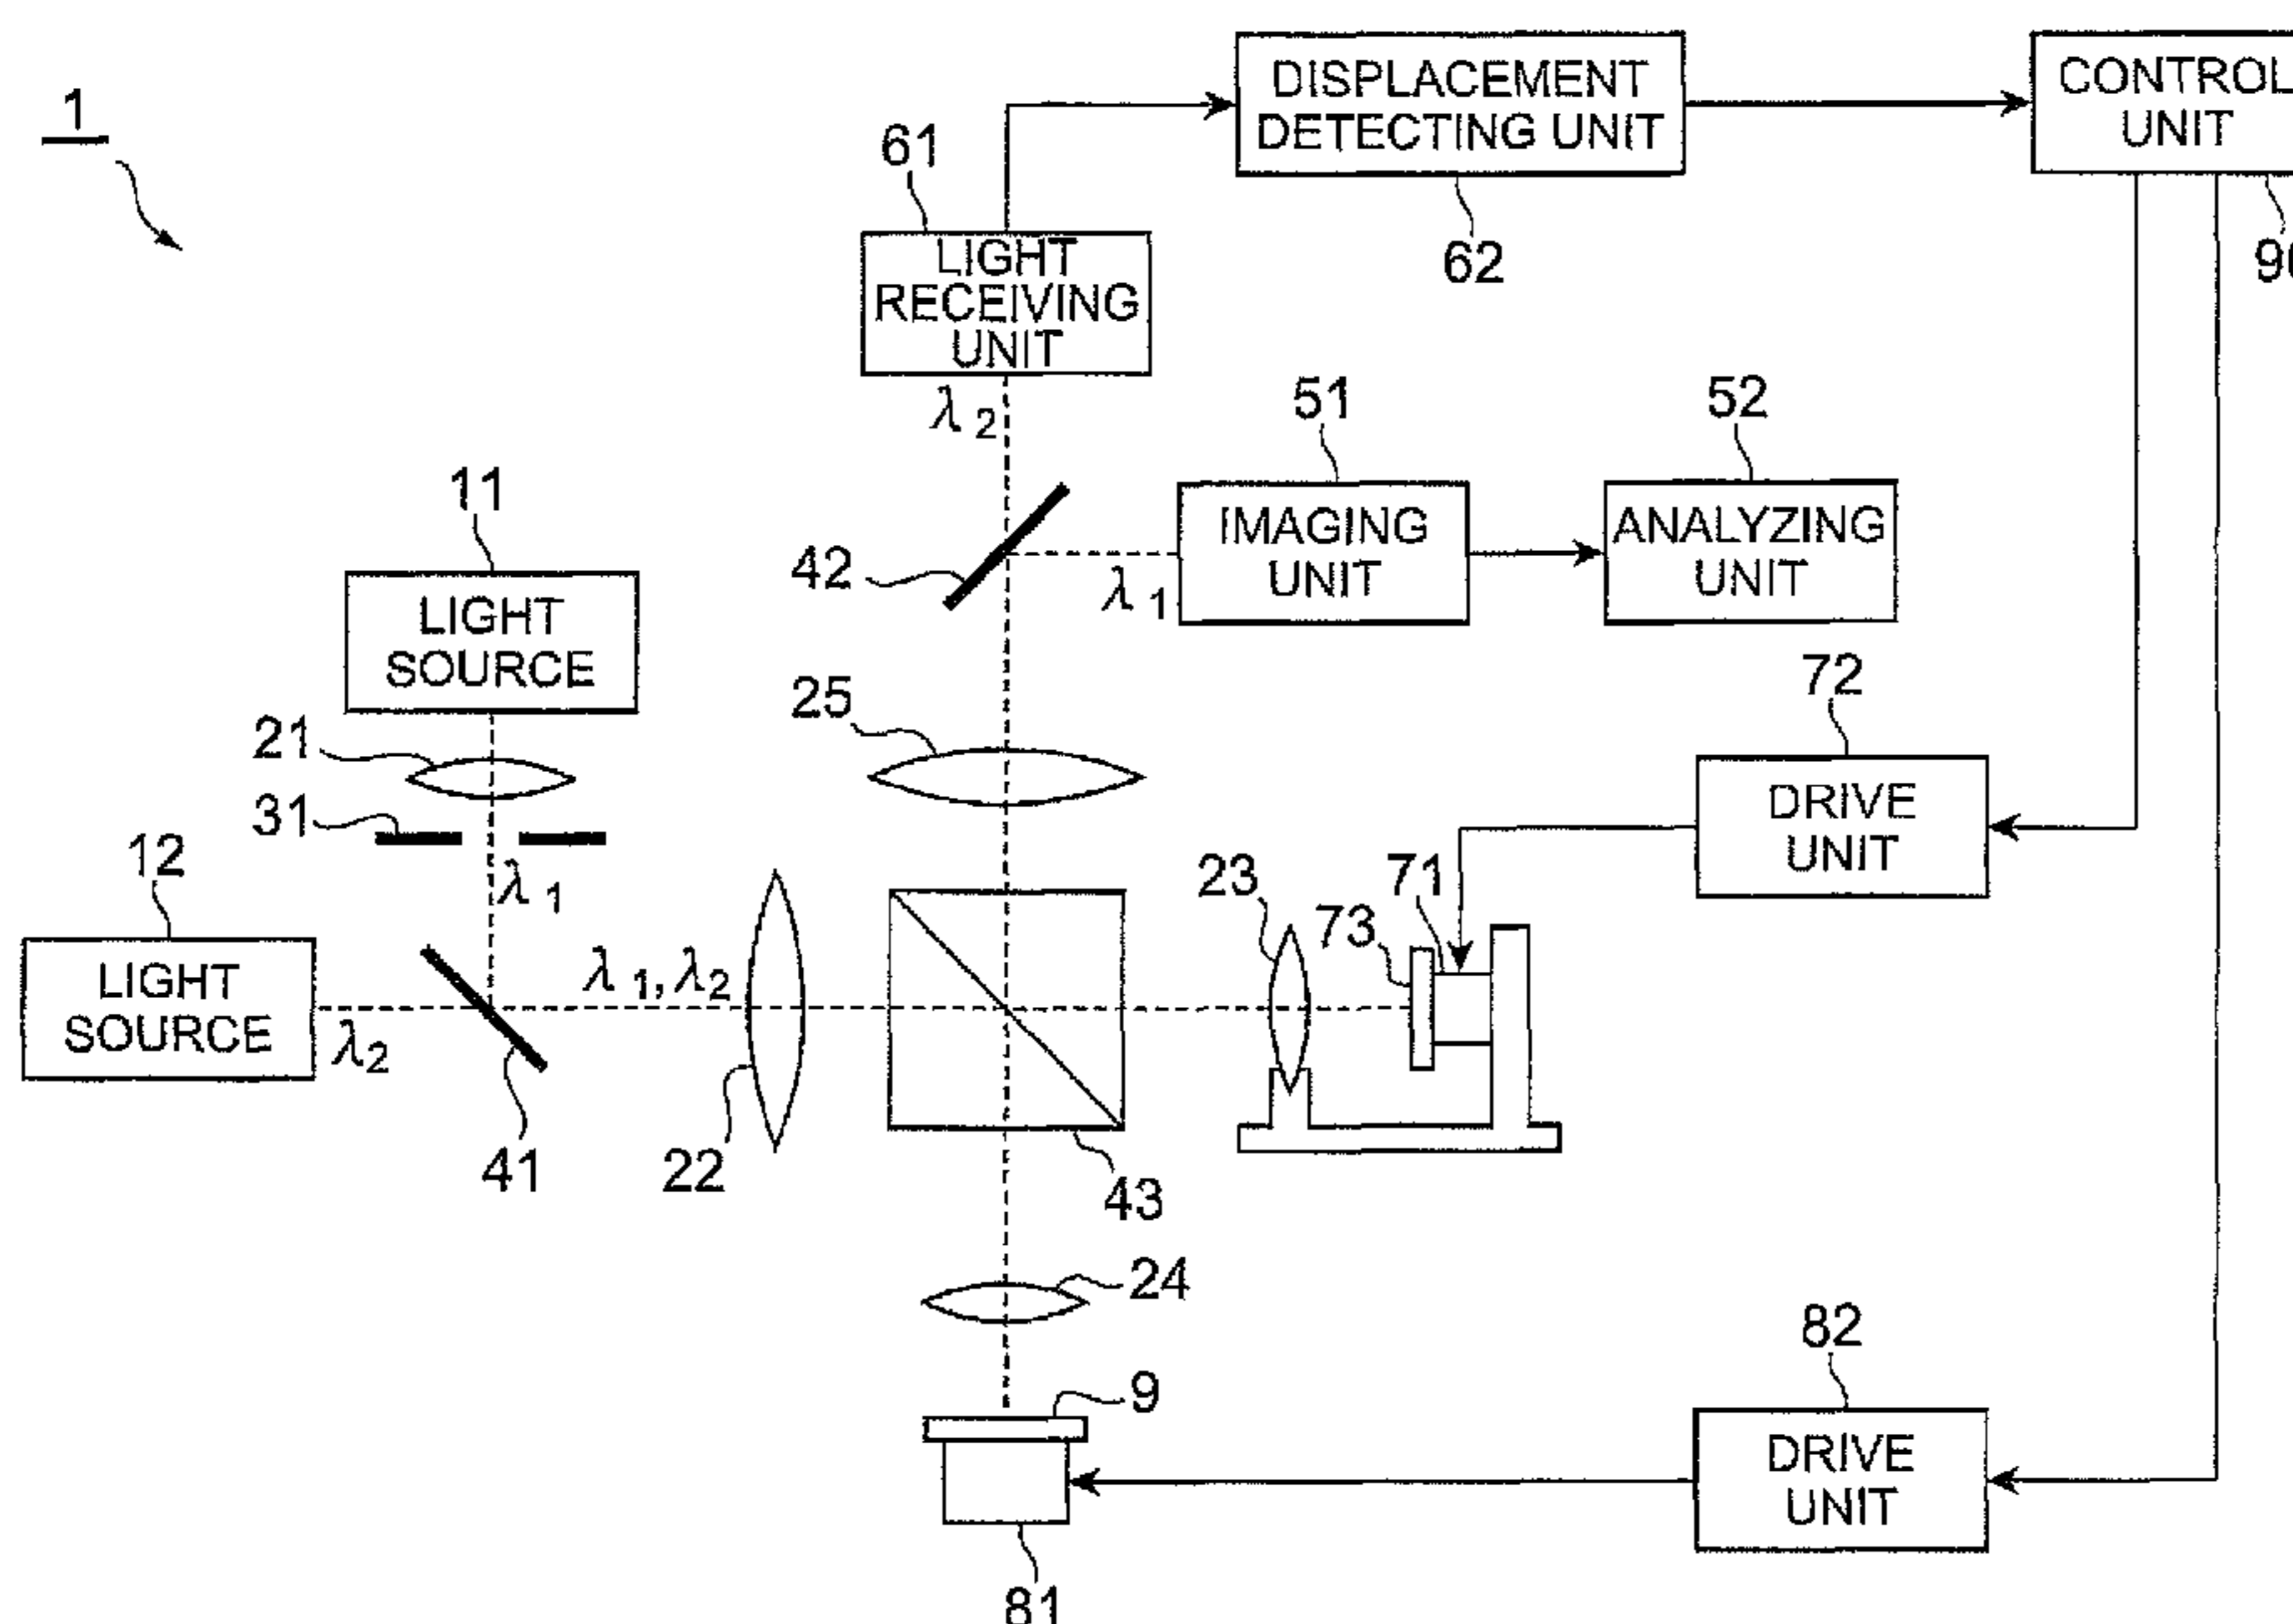 1
DISPLACEMENT
DETECTING UNIT
CONTROL
UNIT
61
62
LIGHT
RECEIVING
UNIT
λ2
51
52
11
IMAGING
UNIT
ANALYZING
UNIT
42
λ1
LIGHT
SOURCE
72
25
21
DRIVE
UNIT
31
12
λ1
23
71
73
LIGHT
SOURCE
λ1,λ2
λ2
41
22
43
24
82
9
DRIVE
UNIT
81